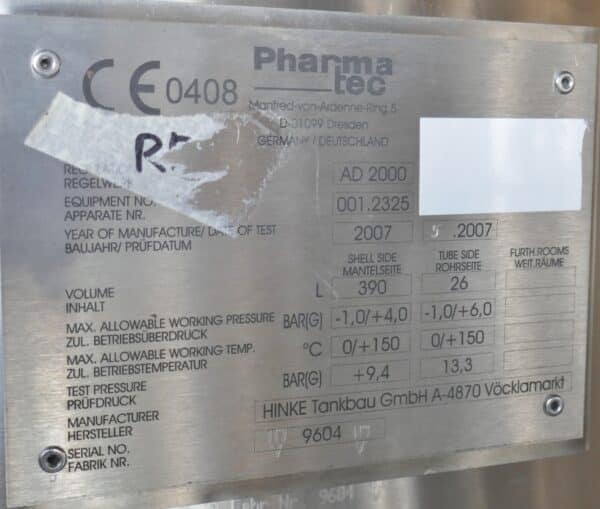 CE 0408
Pharma
tec
Manfred-von-Ardenne-Ring 5
D-01099 Dresden
GERMANY / DEUTSCHLAND
REGELWERK AD 2000
EQUIPMENT NO.
APPARATE NR. 001.2325
YEAR OF MANUFACTURE/ DATE OF TEST
BAUJAHR/ PRÜFDATUM 2007 .2007
SHELL SIDE TUBE SIDE FURTH.ROOMS
MANTELSEITE ROHRSEITE WEIT.RÄUME
VOLUME
INHALT L 390 26
MAX. ALLOWABLE WORKING PRESSURE
ZUL. BETRIEBSÜBERDRUCK BAR(G) -1,0/+4,0 -1,0/+6,0
MAX. ALLOWABLE WORKING TEMP.
ZUL. BETRIEBSTEMPERATUR °C 0/+150 0/+150
TEST PRESSURE
PRÜFDRUCK BAR(G) +9,4 13,3
MANUFACTURER
HERSTELLER HINKE Tankbau GmbH A-4870 Vöcklamarkt
SERIAL NO.
FABRIK NR. 9604
Fabr. Nr. 9604